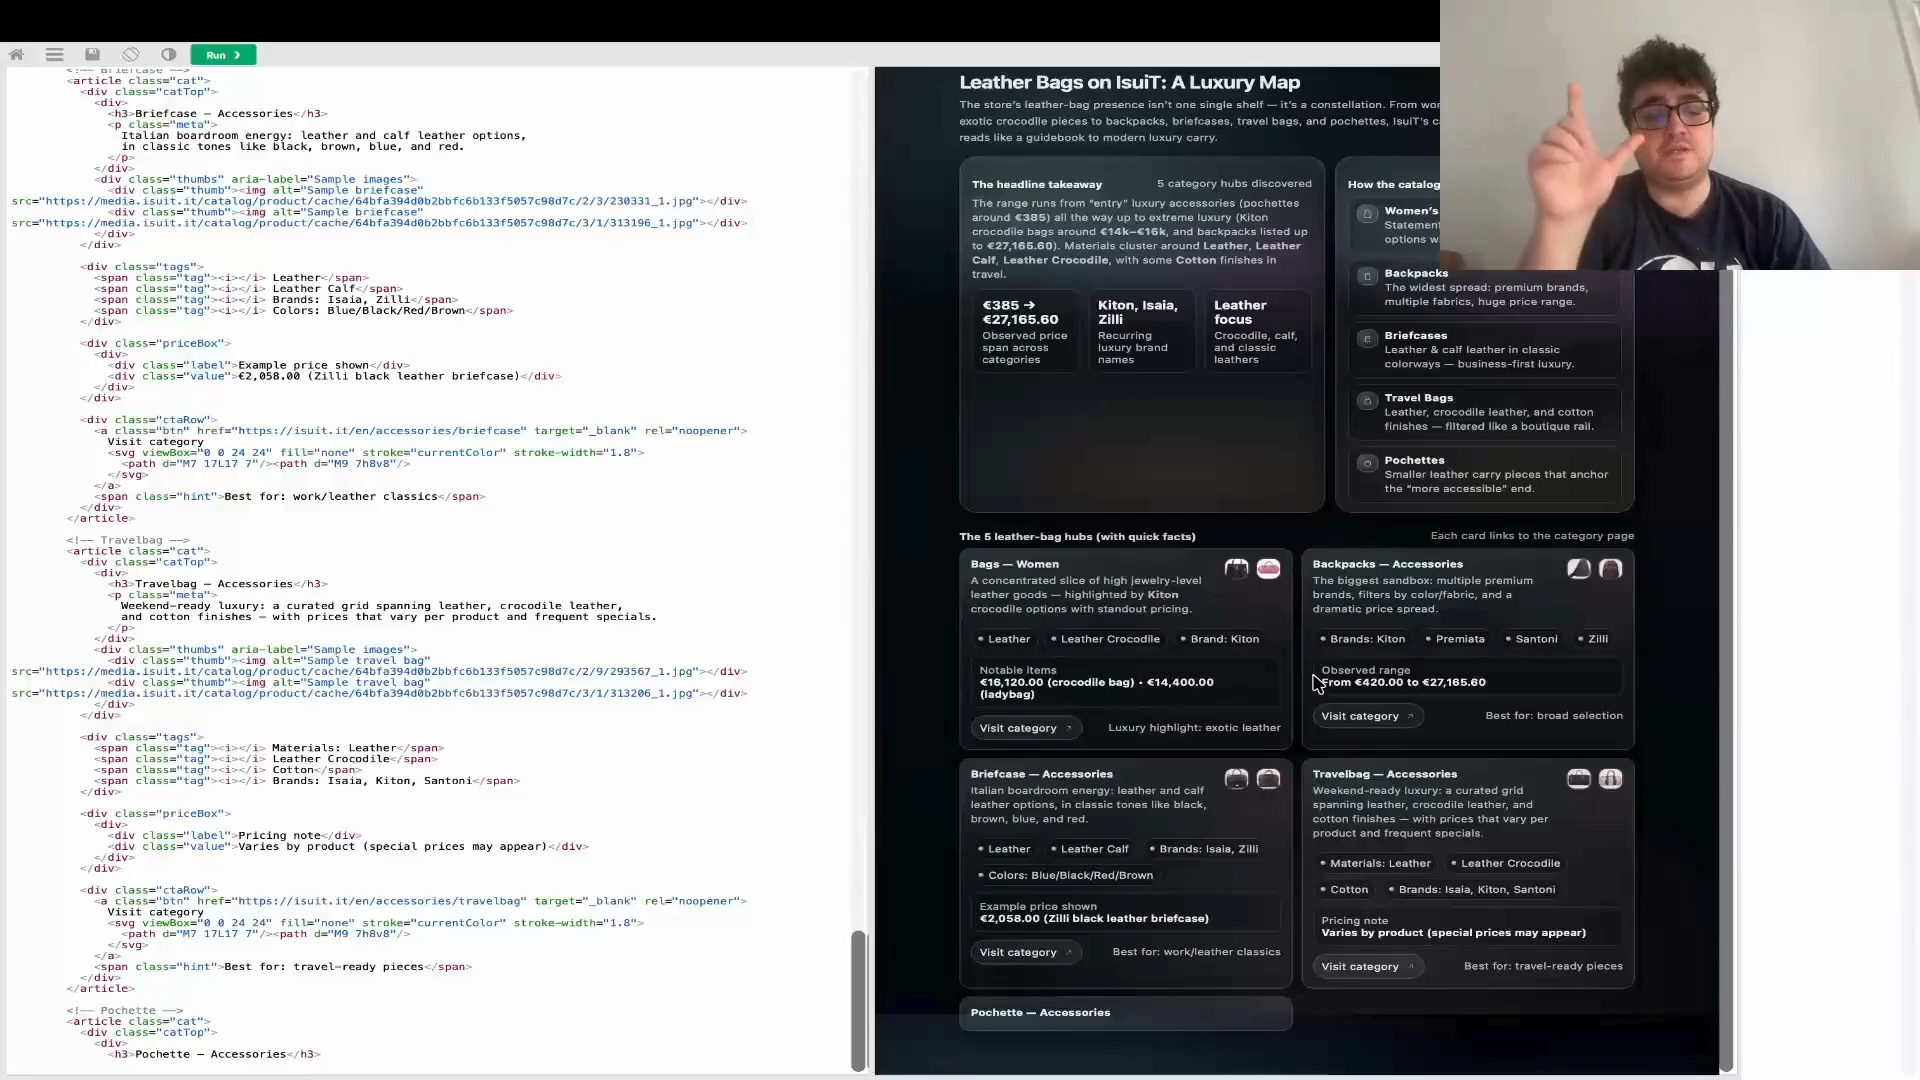 Run ❯
<!-- Briefcase -->
<article class="cat">
<div class="catTop">
<div>
<h3>Briefcase — Accessories</h3>
<p class="meta">
Italian boardroom energy: leather and calf leather options,
in classic tones like black, brown, blue, and red.
</p>
</div>
<div class="thumbs" aria-label="Sample images">
<div class="thumb"><img alt="Sample briefcase"
src="https://media.isuit.it/catalog/product/cache/64bfa394d0b2bbfc6b133f5057c98d7c/2/3/230331_1.jpg"></div>
<div class="thumb"><img alt="Sample briefcase"
src="https://media.isuit.it/catalog/product/cache/64bfa394d0b2bbfc6b133f5057c98d7c/3/1/313196_1.jpg"></div>
</div>
</div>
<div class="tags">
<span class="tag"><i></i> Leather</span>
<span class="tag"><i></i> Leather Calf</span>
<span class="tag"><i></i> Brands: Isaia, Zilli</span>
<span class="tag"><i></i> Colors: Blue/Black/Red/Brown</span>
</div>
<div class="priceBox">
<div>
<div class="label">Example price shown</div>
<div class="value">€2,058.00 (Zilli black leather briefcase)</div>
</div>
</div>
<div class="ctaRow">
<a class="btn" href="https://isuit.it/en/accessories/briefcase" target="_blank" rel="noopener">
Visit category
<svg viewBox="0 0 24 24" fill="none" stroke="currentColor" stroke-width="1.8">
<path d="M7 17L17 7"/><path d="M9 7h8v8"/>
</svg>
</a>
<span class="hint">Best for: work/leather classics</span>
</div>
</article>
<!-- Travelbag -->
<article class="cat">
<div class="catTop">
<div>
<h3>Travelbag — Accessories</h3>
<p class="meta">
Weekend-ready luxury: a curated grid spanning leather, crocodile leather,
and cotton finishes — with prices that vary per product and frequent specials.
</p>
</div>
<div class="thumbs" aria-label="Sample images">
<div class="thumb"><img alt="Sample travel bag"
src="https://media.isuit.it/catalog/product/cache/64bfa394d0b2bbfc6b133f5057c98d7c/2/9/293567_1.jpg"></div>
<div class="thumb"><img alt="Sample travel bag"
src="https://media.isuit.it/catalog/product/cache/64bfa394d0b2bbfc6b133f5057c98d7c/3/1/313206_1.jpg"></div>
</div>
</div>
<div class="tags">
<span class="tag"><i></i> Materials: Leather</span>
<span class="tag"><i></i> Leather Crocodile</span>
<span class="tag"><i></i> Cotton</span>
<span class="tag"><i></i> Brands: Isaia, Kiton, Santoni</span>
</div>
<div class="priceBox">
<div>
<div class="label">Pricing note</div>
<div class="value">Varies by product (special prices may appear)</div>
</div>
</div>
<div class="ctaRow">
<a class="btn" href="https://isuit.it/en/accessories/travelbag" target="_blank" rel="noopener">
Visit category
<svg viewBox="0 0 24 24" fill="none" stroke="currentColor" stroke-width="1.8">
<path d="M7 17L17 7"/><path d="M9 7h8v8"/>
</svg>
</a>
<span class="hint">Best for: travel-ready pieces</span>
</div>
</article>
<!-- Pochette -->
<article class="cat">
<div class="catTop">
<div>
<h3>Pochette — Accessories</h3>
Leather Bags on IsuiT: A Luxury Map
The store's leather-bag presence isn't one single shelf — it's a constellation. From
exotic crocodile pieces to backpacks, briefcases, travel bags, and pochettes, IsuiT's
reads like a guidebook to modern luxury carry.
The headline takeaway
5 category hubs discovered
The range runs from "entry" luxury accessories (pochettes
around €385) all the way up to extreme luxury (Kiton
crocodile bags around €14k–€16k, and backpacks listed up
to €27,165.60). Materials cluster around Leather, Leather
Calf, Leather Crocodile, with some Cotton finishes in
travel.
€385 →
€27,165.60
Observed price
span across
categories
Kiton, Isaia,
Zilli
Recurring
luxury brand
names
Leather
focus
Crocodile, calf,
and classic
leathers
How the catalog
Women's
Statement
options
Backpacks
The widest spread: premium brands,
multiple fabrics, huge price range.
Briefcases
Leather & calf leather in classic
colorways — business-first luxury.
Travel Bags
Leather, crocodile leather, and cotton
finishes — filtered like a boutique rail.
Pochettes
Smaller leather carry pieces that anchor
the "more accessible" end.
The 5 leather-bag hubs (with quick facts)
Each card links to the category page
Bags — Women
A concentrated slice of high jewelry-level
leather goods — highlighted by Kiton
crocodile options with standout pricing.
• Leather • Leather Crocodile • Brand: Kiton
Notable items
€16,120.00 (crocodile bag) • €14,400.00
(ladybag)
Visit category
Luxury highlight: exotic leather
Backpacks — Accessories
The biggest sandbox: multiple premium
brands, filters by color/fabric, and a
dramatic price spread.
• Brands: Kiton • Premiata • Santoni • Zilli
Observed range
From €420.00 to €27,165.60
Visit category
Best for: broad selection
Briefcase — Accessories
Italian boardroom energy: leather and calf
leather options, in classic tones like black,
brown, blue, and red.
• Leather • Leather Calf • Brands: Isaia, Zilli
• Colors: Blue/Black/Red/Brown
Example price shown
€2,058.00 (Zilli black leather briefcase)
Visit category
Best for: work/leather classics
Travelbag — Accessories
Weekend-ready luxury: a curated grid
spanning leather, crocodile leather, and
cotton finishes — with prices that vary per
product and frequent specials.
• Materials: Leather • Leather Crocodile
• Cotton • Brands: Isaia, Kiton, Santoni
Pricing note
Varies by product (special prices may appear)
Visit category
Best for: travel-ready pieces
Pochette — Accessories